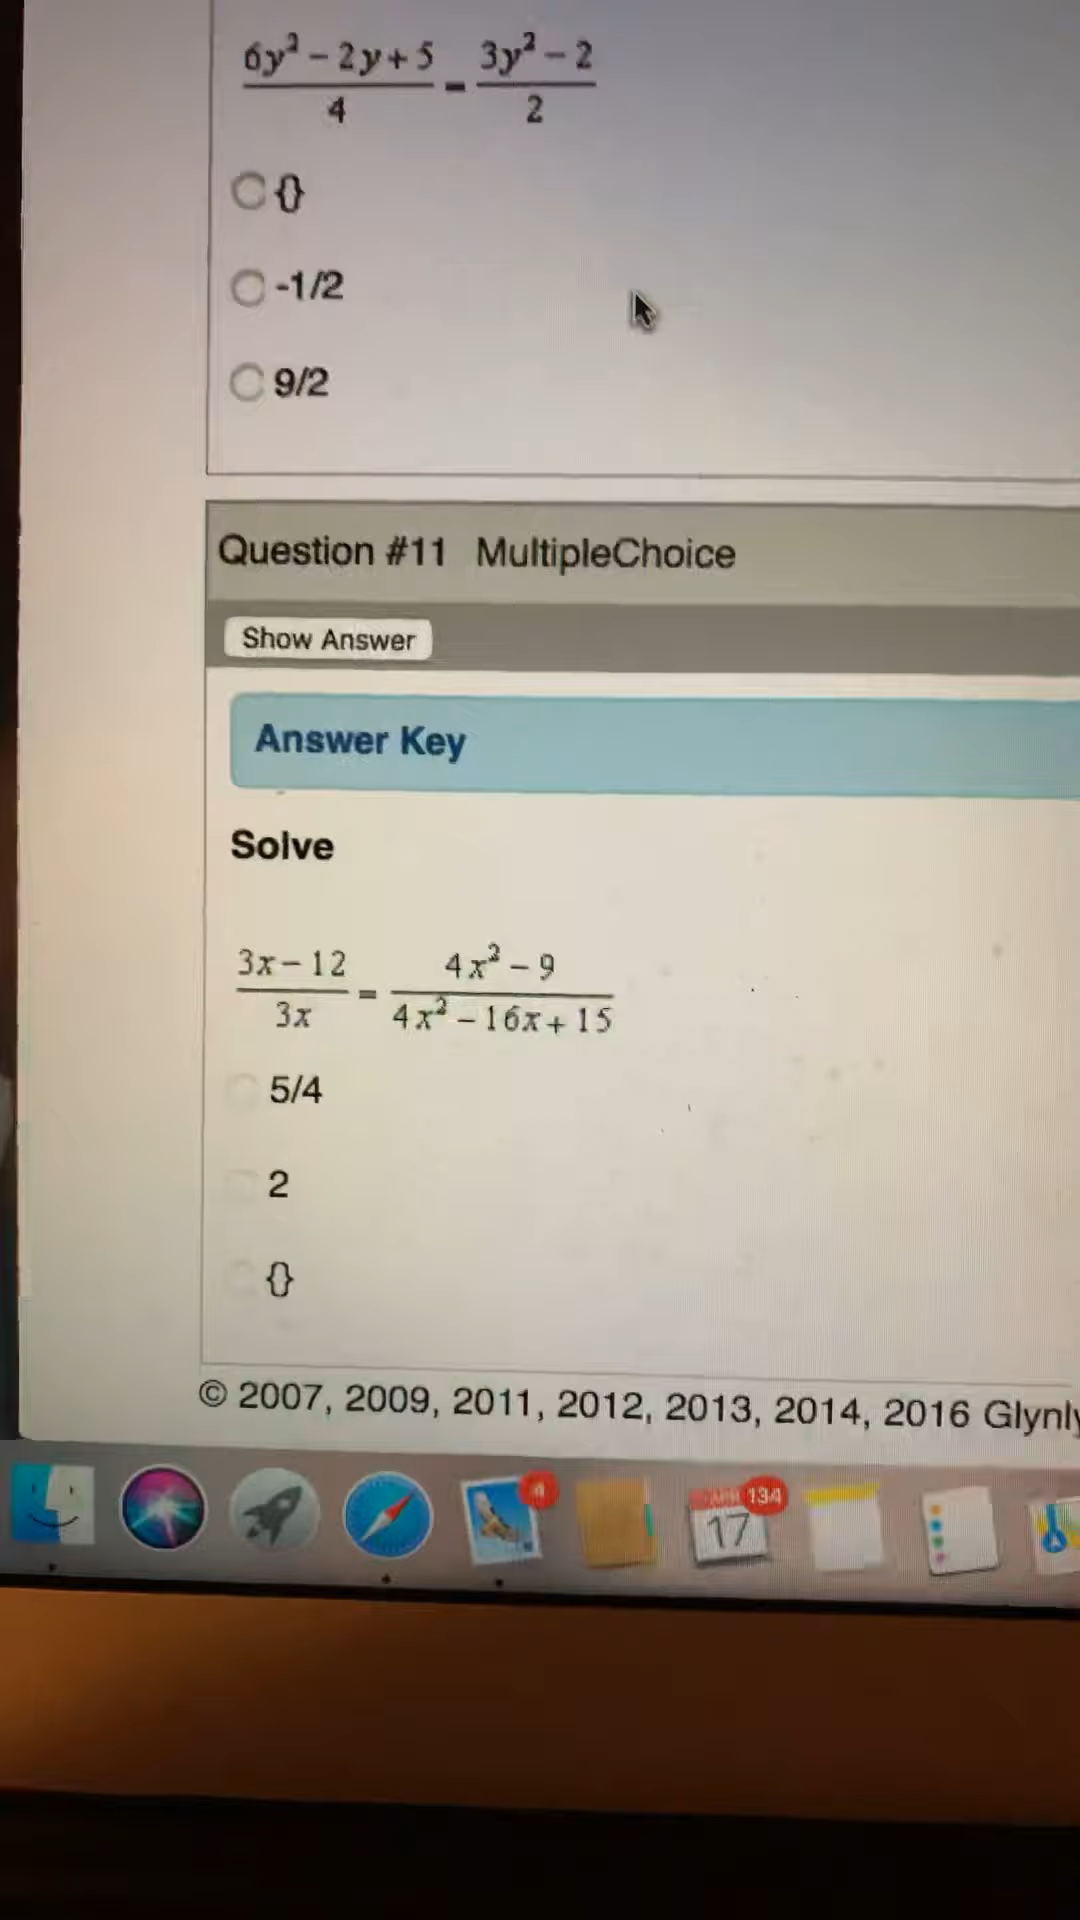 6y² - 2y + 5 / 4 = 3y² - 2 / 2
{}
-1/2
9/2
Question #11 MultipleChoice
Show Answer
Answer Key
Solve
3x - 12 / 3x = 4x² - 9 / 4x² - 16x + 15
5/4
2
{}
© 2007, 2009, 2011, 2012, 2013, 2014, 2016 Glynly
4
APR 134
17